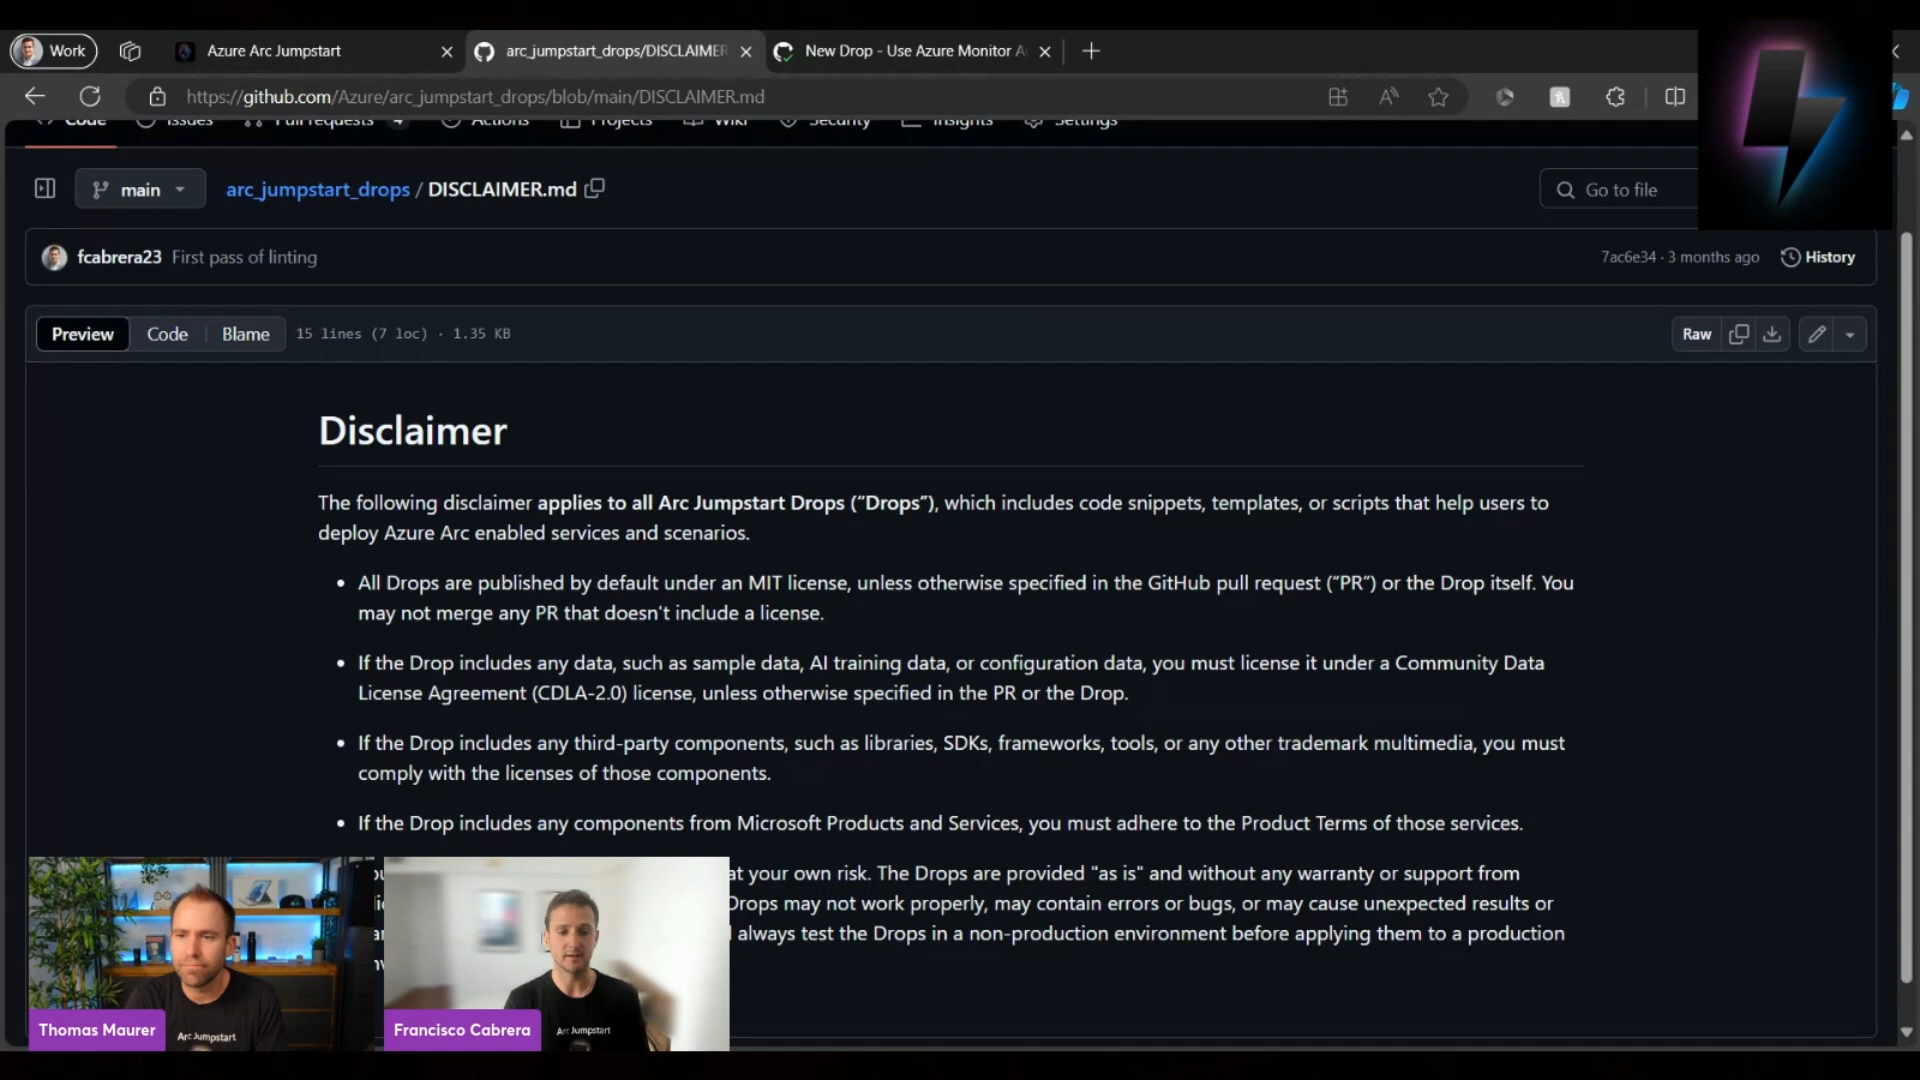 Work
Azure Arc Jumpstart
arc_jumpstart_drops/DISCLAIMER
New Drop - Use Azure Monitor A
https://github.com/Azure/arc_jumpstart_drops/blob/main/DISCLAIMER.md
Code Issues Pull requests 4 Actions Projects Wiki Security Insights Settings
main
arc_jumpstart_drops / DISCLAIMER.md
Go to file
fcabrera23 First pass of linting
7ac6e34 · 3 months ago History
Preview Code Blame 15 lines (7 loc) · 1.35 KB
Raw
Disclaimer
The following disclaimer applies to all Arc Jumpstart Drops (“Drops”), which includes code snippets, templates, or scripts that help users to
deploy Azure Arc enabled services and scenarios.
• All Drops are published by default under an MIT license, unless otherwise specified in the GitHub pull request (“PR”) or the Drop itself. You
may not merge any PR that doesn't include a license.
• If the Drop includes any data, such as sample data, AI training data, or configuration data, you must license it under a Community Data
License Agreement (CDLA-2.0) license, unless otherwise specified in the PR or the Drop.
• If the Drop includes any third-party components, such as libraries, SDKs, frameworks, tools, or any other trademark multimedia, you must
comply with the licenses of those components.
• If the Drop includes any components from Microsoft Products and Services, you must adhere to the Product Terms of those services.
at your own risk. The Drops are provided "as is" and without any warranty or support from
Drops may not work properly, may contain errors or bugs, or may cause unexpected results or
always test the Drops in a non-production environment before applying them to a production
Thomas Maurer
Arc Jumpstart
Francisco Cabrera
Arc Jumpstart